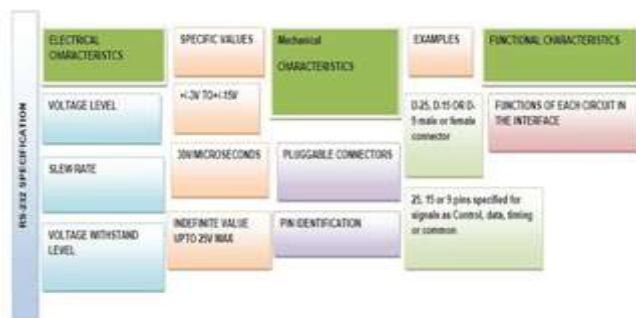 RS-232 SPECIFICATION
ELECTRICAL
CHARACTERISTCS
SPECIFIC VALUES
Mechanical
CHARACTERISTICS
EXAMPLES
FUNCTIONAL CHARACTERISTICS
VOLTAGE LEVEL
+/-3V TO+/-15V
D-25, D-15 OR D-
9 male or female
connector
FUNCTIONS OF EACH CIRCUIT IN
THE INTERFACE
SLEW RATE
30V/MICROSECONDS
PLUGGABLE CONNECTORS
VOLTAGE WITHSTAND
LEVEL
INDEFINITE VALUE
UPTO 25V MAX
PIN IDENTIFICATION
25, 15 or 9 pins specified for
signals as Control, data, timing
or common